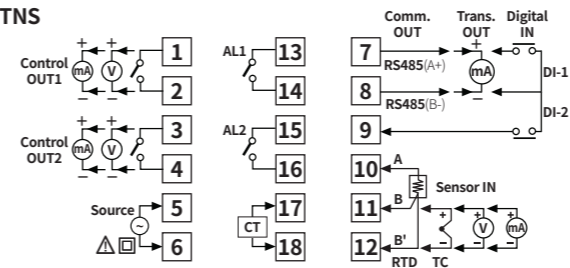 TNS
Control
OUT1
+ +
mA V
− −
1
2
Control
OUT2
+ +
mA V
− −
3
4
Source
5
6
AL1
13
14
AL2
15
16
CT
17
18
Comm.
OUT
Trans.
OUT
Digital
IN
7
RS485(A+)
+
mA
−
DI-1
8
RS485(B-)
DI-2
9
10
A
Sensor IN
11
B
+ + +
V mA
− − −
12
B'
RTD TC